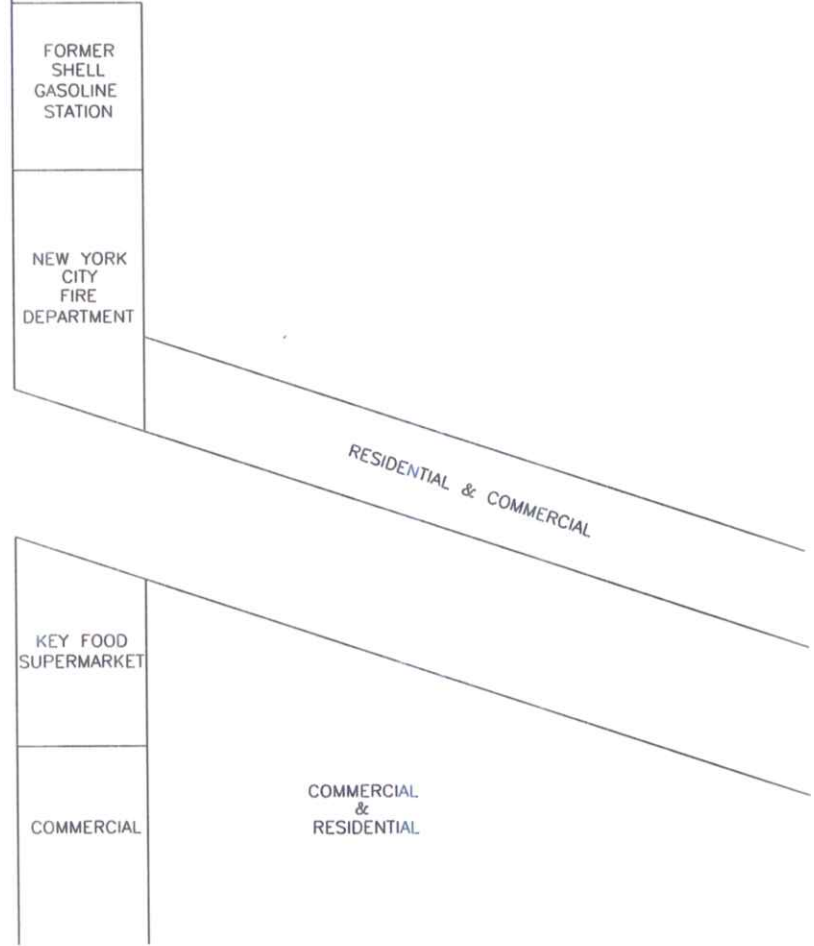 FORMER
SHELL
GASOLINE
STATION
NEW YORK
CITY
FIRE
DEPARTMENT
RESIDENTIAL & COMMERCIAL
KEY FOOD
SUPERMARKET
COMMERCIAL
COMMERCIAL
&
RESIDENTIAL